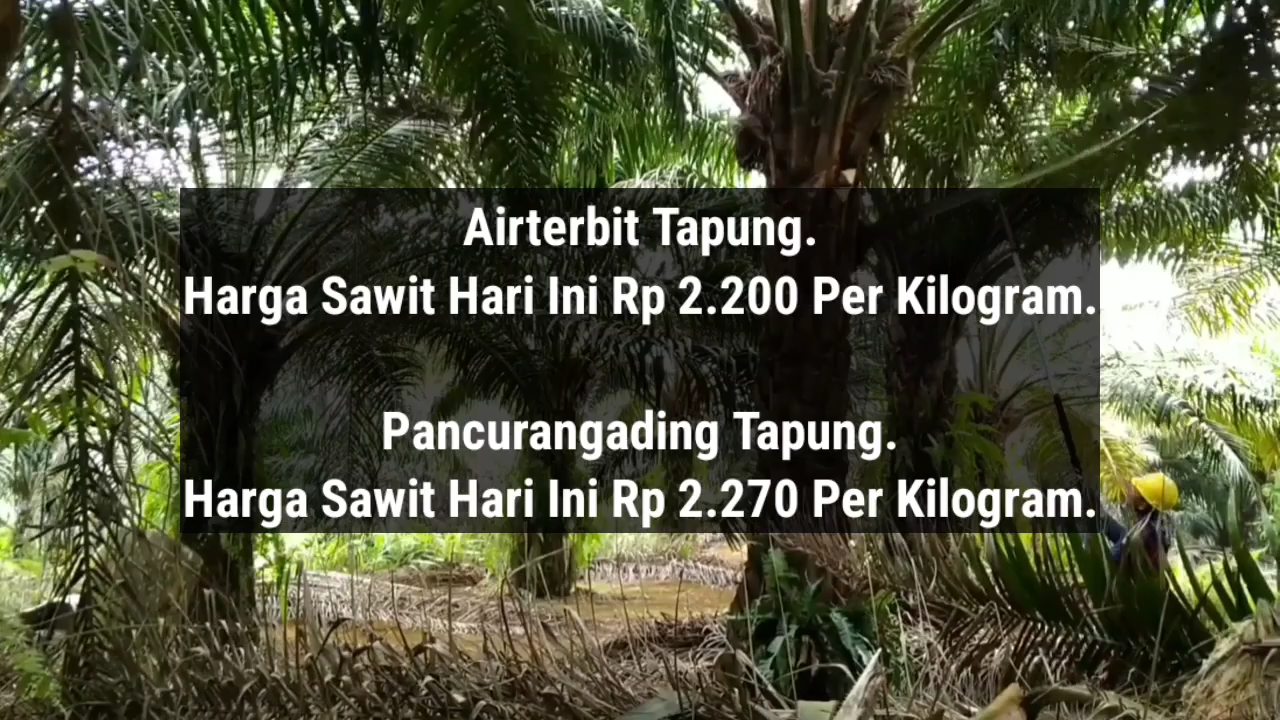 Airterbit Tapung.
Harga Sawit Hari Ini Rp 2.200 Per Kilogram.
Pancurangading Tapung.
Harga Sawit Hari Ini Rp 2.270 Per Kilogram.